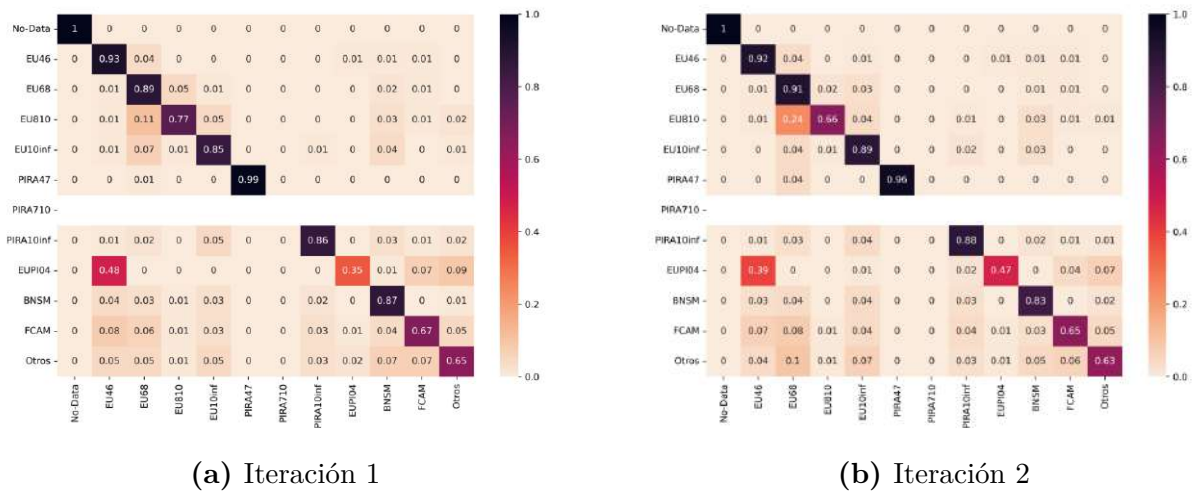 No-Data 1 0 0 0 0 0 0 0 0 0 0 0
EU46 0 0.93 0.04 0 0 0 0 0 0.01 0.01 0.01 0
EU68 0 0.01 0.89 0.05 0.01 0 0 0 0 0.02 0.01 0
EU810 0 0.01 0.11 0.77 0.05 0 0 0 0 0.03 0.01 0.02
EU10inf 0 0.01 0.07 0.01 0.85 0 0 0.01 0 0.04 0 0.01
PIRA47 0 0 0.01 0 0 0.99 0 0 0 0 0 0
PIRA710
PIRA10inf 0 0.01 0.02 0 0.05 0 0 0.86 0 0.03 0.01 0.02
EUPI04 0 0.48 0 0 0 0 0 0 0.35 0.01 0.07 0.09
BNSM 0 0.04 0.03 0.01 0.03 0 0 0.02 0 0.87 0 0.01
FCAM 0 0.08 0.06 0.01 0.03 0 0 0.03 0.01 0.04 0.67 0.05
Otros 0 0.05 0.05 0.01 0.05 0 0 0.03 0.02 0.07 0.07 0.65
No-Data EU46 EU68 EU810 EU10inf PIRA47 PIRA710 PIRA10inf EUPI04 BNSM FCAM Otros
1.0
0.8
0.6
0.4
0.2
0.0
(a) Iteración 1
No-Data 1 0 0 0 0 0 0 0 0 0 0 0
EU46 0 0.92 0.04 0 0.01 0 0 0 0.01 0.01 0.01 0
EU68 0 0.01 0.91 0.02 0.03 0 0 0 0 0.01 0.01 0
EU810 0 0.01 0.24 0.66 0.04 0 0 0.01 0 0.03 0.01 0.01
EU10inf 0 0 0.04 0.01 0.89 0 0 0.02 0 0.03 0 0
PIRA47 0 0 0.04 0 0 0.96 0 0 0 0 0 0
PIRA710
PIRA10inf 0 0.01 0.03 0 0.04 0 0 0.88 0 0.02 0.01 0.01
EUPI04 0 0.39 0 0 0.01 0 0 0.02 0.47 0 0.04 0.07
BNSM 0 0.03 0.04 0 0.04 0 0 0.03 0 0.83 0 0.02
FCAM 0 0.07 0.08 0.01 0.04 0 0 0.04 0.01 0.03 0.65 0.05
Otros 0 0.04 0.1 0.01 0.07 0 0 0.03 0.01 0.05 0.06 0.63
No-Data EU46 EU68 EU810 EU10inf PIRA47 PIRA710 PIRA10inf EUPI04 BNSM FCAM Otros
1.0
0.8
0.6
0.4
0.2
0.0
(b) Iteración 2